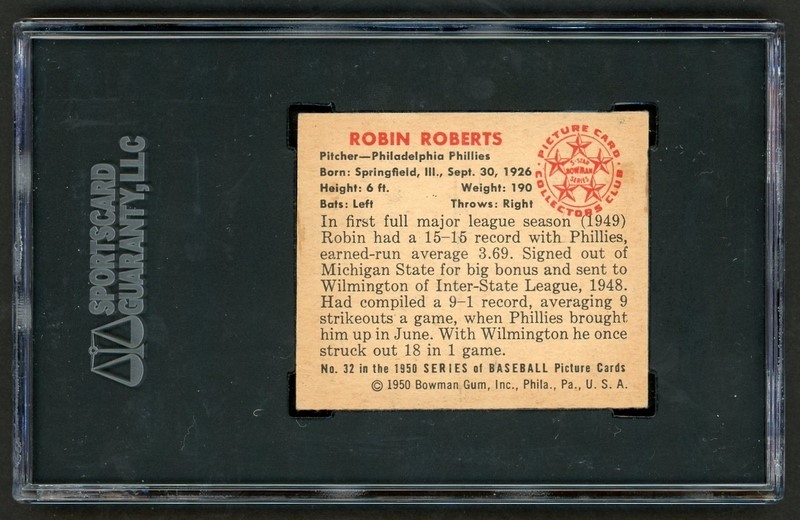 SPORTSCARD
GUARANTY, LLC
ROBIN ROBERTS
Pitcher—Philadelphia Phillies
Born: Springfield, Ill., Sept. 30, 1926
Height: 6 ft. Weight: 190
Bats: Left Throws: Right
PICTURE CARD
COLLECTORS CLUB
5-STAR
BOWMAN
SERIES
In first full major league season (1949)
Robin had a 15–15 record with Phillies,
earned-run average 3.69. Signed out of
Michigan State for big bonus and sent to
Wilmington of Inter-State League, 1948.
Had compiled a 9–1 record, averaging 9
strikeouts a game, when Phillies brought
him up in June. With Wilmington he once
struck out 18 in 1 game.
No. 32 in the 1950 SERIES of BASEBALL Picture Cards
© 1950 Bowman Gum, Inc., Phila., Pa., U. S. A.